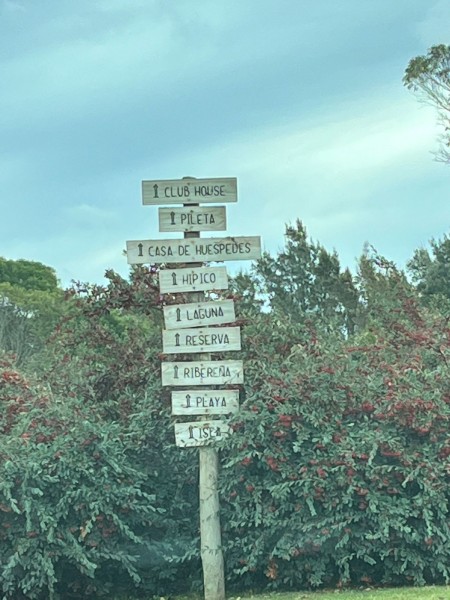 CLUB HOUSE
PILETA
CASA DE HUESPEDES
HIPICO
LAGUNA
RESERVA
RIBEREÑA
PLAYA
ISLA